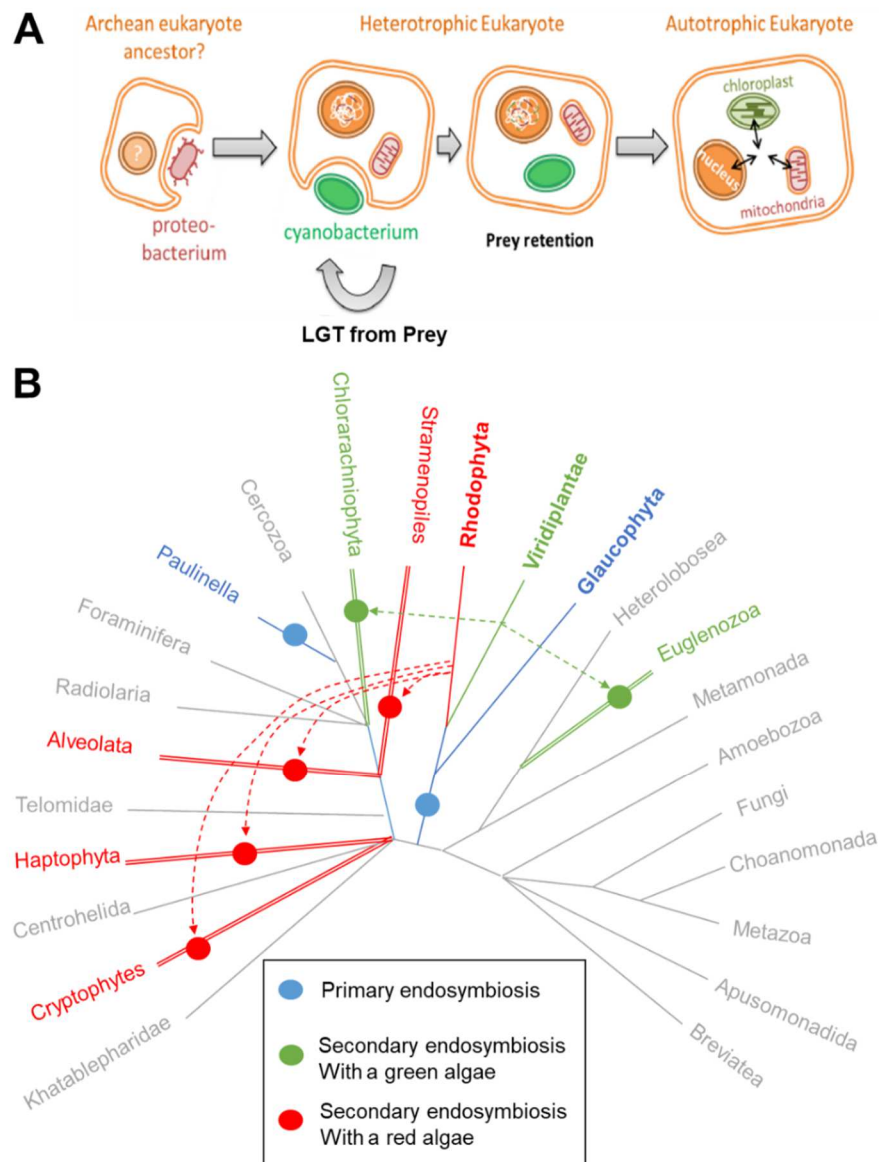 A
Archean eukaryote
ancestor?
Heterotrophic Eukaryote
Autotrophic Eukaryote
?
proteo-
bacterium
cyanobacterium
Prey retention
chloroplast
nucleus
mitochondria
LGT from Prey
B
Chlorarachniophyta
Stramenopiles
Rhodophyta
Viridiplantae
Glaucophyta
Cercozoa
Heterolobosea
Paulinella
Euglenozoa
Foraminifera
Metamonada
Radiolaria
Amoebozoa
Alveolata
Fungi
Telomidae
Choanomonada
Haptophyta
Centrohelida
Metazoa
Cryptophytes
Apusomonadida
Khatablepharidae
Breviatea
Primary endosymbiosis
Secondary endosymbiosis
With a green algae
Secondary endosymbiosis
With a red algae